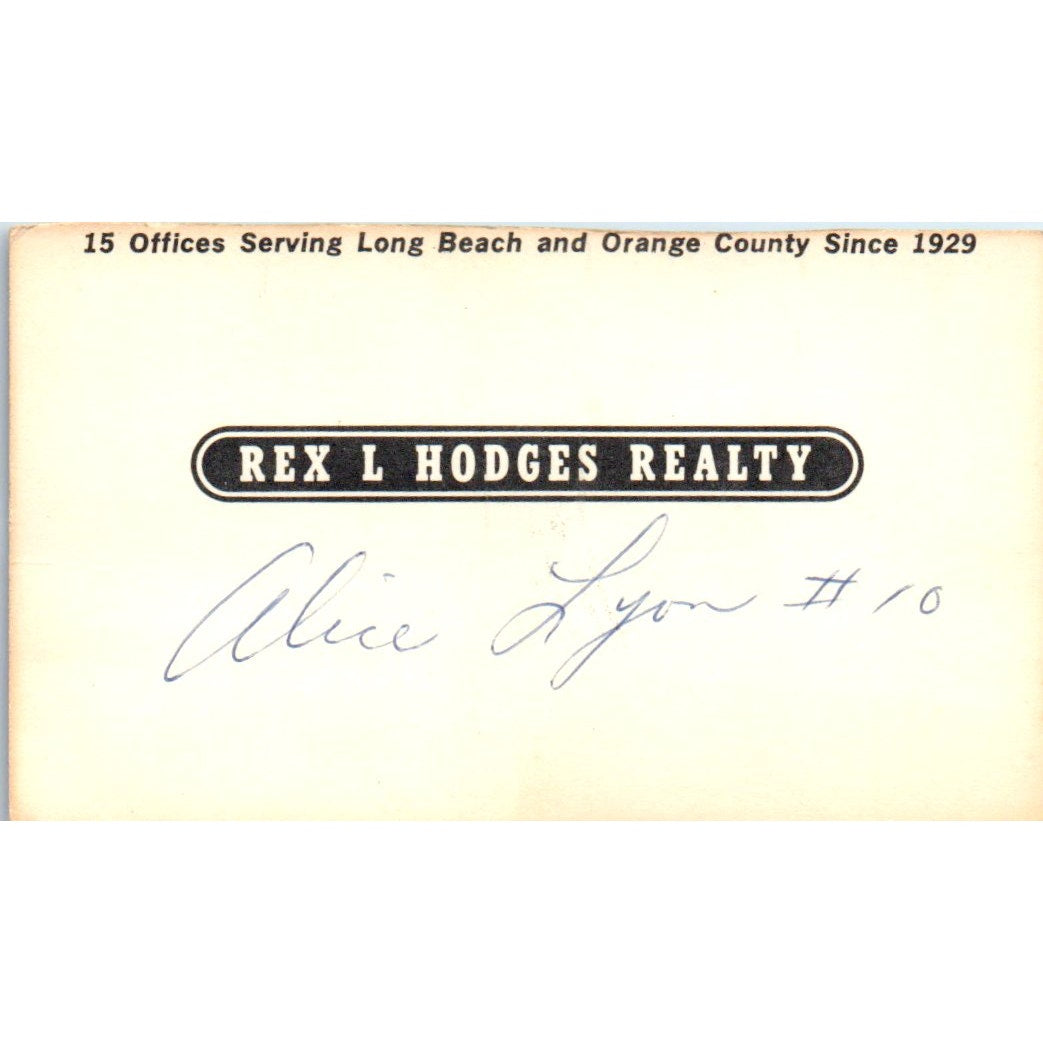 15 Offices Serving Long Beach and Orange County Since 1929
REX L HODGES REALTY
Alice Lyon # 10